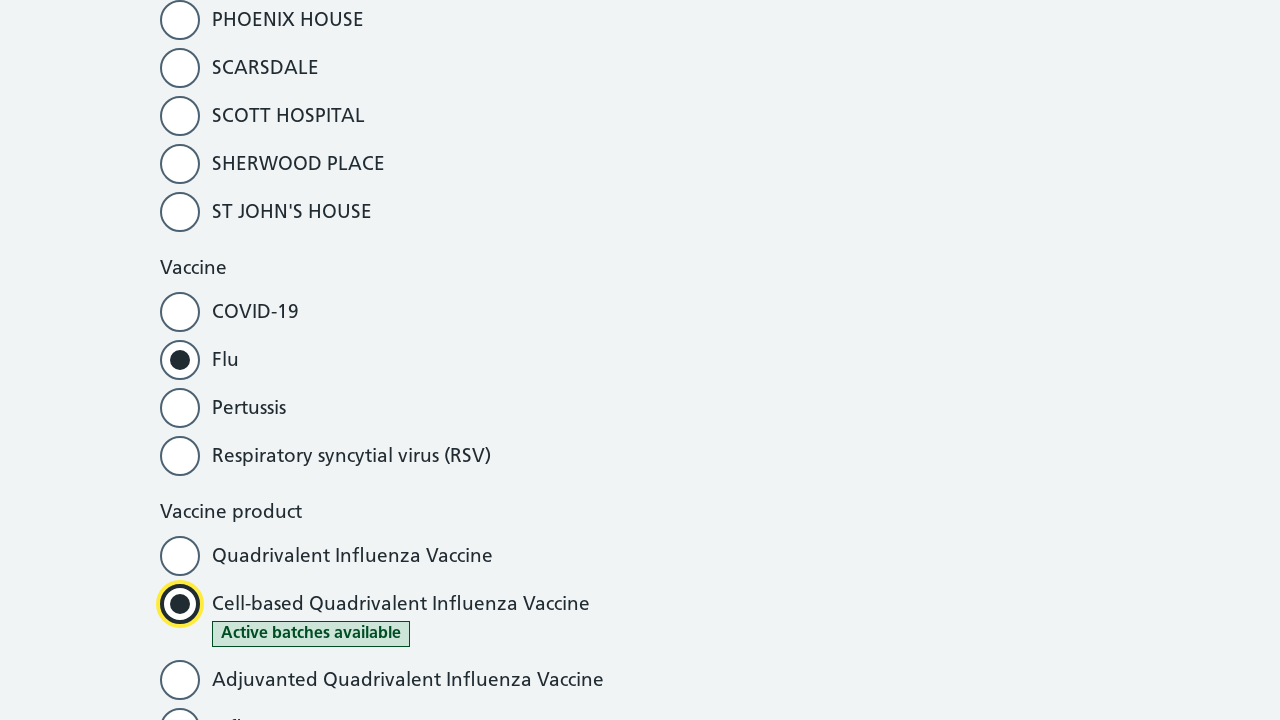 PHOENIX HOUSE
SCARSDALE
SCOTT HOSPITAL
SHERWOOD PLACE
ST JOHN'S HOUSE
Vaccine
COVID-19
Flu
Pertussis
Respiratory syncytial virus (RSV)
Vaccine product
Quadrivalent Influenza Vaccine
Cell-based Quadrivalent Influenza Vaccine
Active batches available
Adjuvanted Quadrivalent Influenza Vaccine